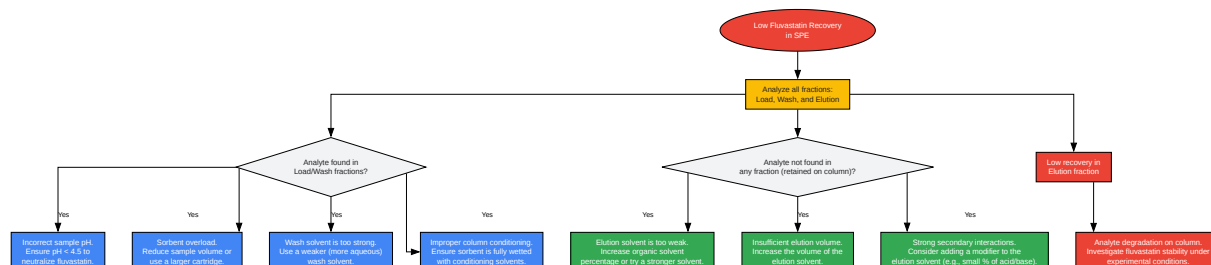 Low Fluvastatin Recovery
in SPE
Analyze all fractions:
Load, Wash, and Elution
Analyte found in
Load/Wash fractions?
Analyte not found in
any fraction (retained on column)?
Low recovery in
Elution fraction
Yes
Yes
Yes
Yes
Yes
Yes
Yes
Incorrect sample pH.
Ensure pH < 4.5 to
neutralize fluvastatin.
Sorbent overload.
Reduce sample volume or
use a larger cartridge.
Wash solvent is too strong.
Use a weaker (more aqueous)
wash solvent.
Improper column conditioning.
Ensure sorbent is fully wetted
with conditioning solvents.
Elution solvent is too weak.
Increase organic solvent
percentage or try a stronger solvent.
Insufficient elution volume.
Increase the volume of the
elution solvent.
Strong secondary interactions.
Consider adding a modifier to the
elution solvent (e.g., small % of acid/base).
Analyte degradation on column.
Investigate fluvastatin stability under
experimental conditions.